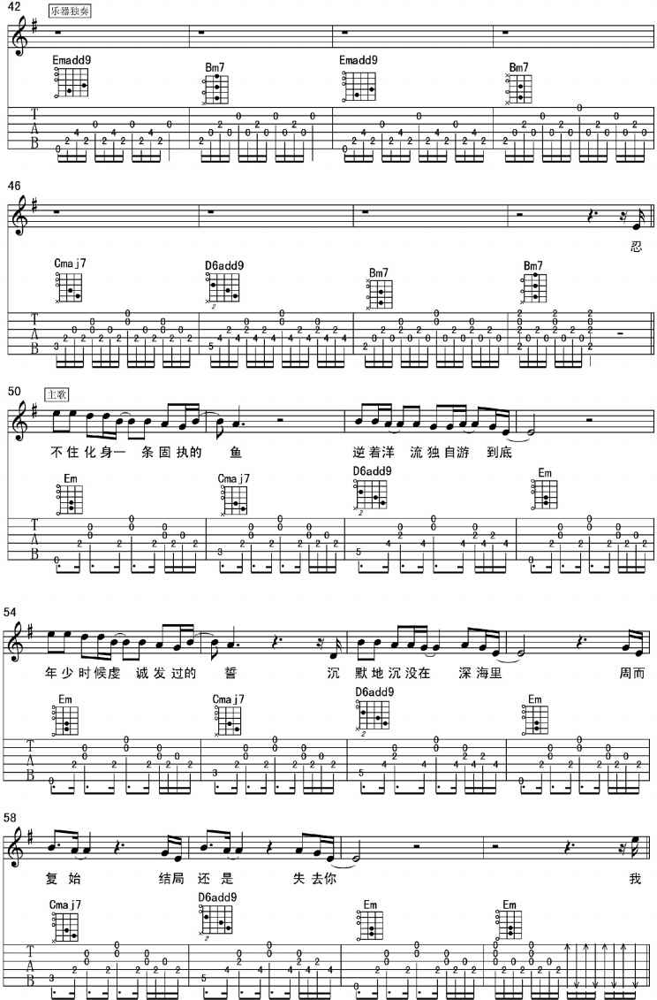 42 乐器独奏
Emadd9 Bm7 Emadd9 Bm7
46
忍
Cmaj7 D6add9 Bm7 Bm7
50 主歌
不住化身一 条固执的 鱼 逆着洋 流独自游 到底
Em Cmaj7 D6add9 Em
54
年少时候虔 诚发过的 誓 沉 默地沉没在 深海里 周而
Em Cmaj7 D6add9 Em
58
复始 结局 还是 失去你 我
Cmaj7 D6add9 Em Em